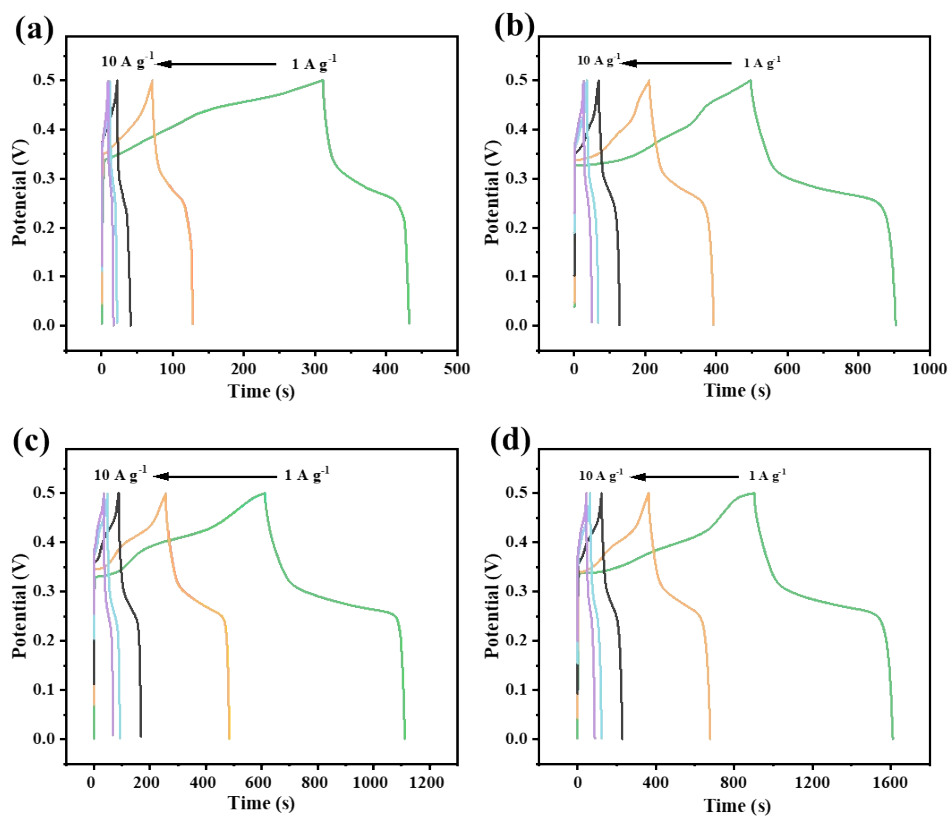 (a)
10 A g⁻¹
1 A g⁻¹
0.5
0.4
0.3
0.2
0.1
0.0
Poteneial (V)
0
100
200
300
400
500
Time (s)
(b)
10 A g⁻¹
1 A g⁻¹
0.5
0.4
0.3
0.2
0.1
0.0
Potential (V)
0
200
400
600
800
1000
Time (s)
(c)
10 A g⁻¹
1 A g⁻¹
0.5
0.4
0.3
0.2
0.1
0.0
Potential (V)
0
200
400
600
800
1000
1200
Time (s)
(d)
10 A g⁻¹
1 A g⁻¹
0.5
0.4
0.3
0.2
0.1
0.0
Potential (V)
0
400
800
1200
1600
Time (s)